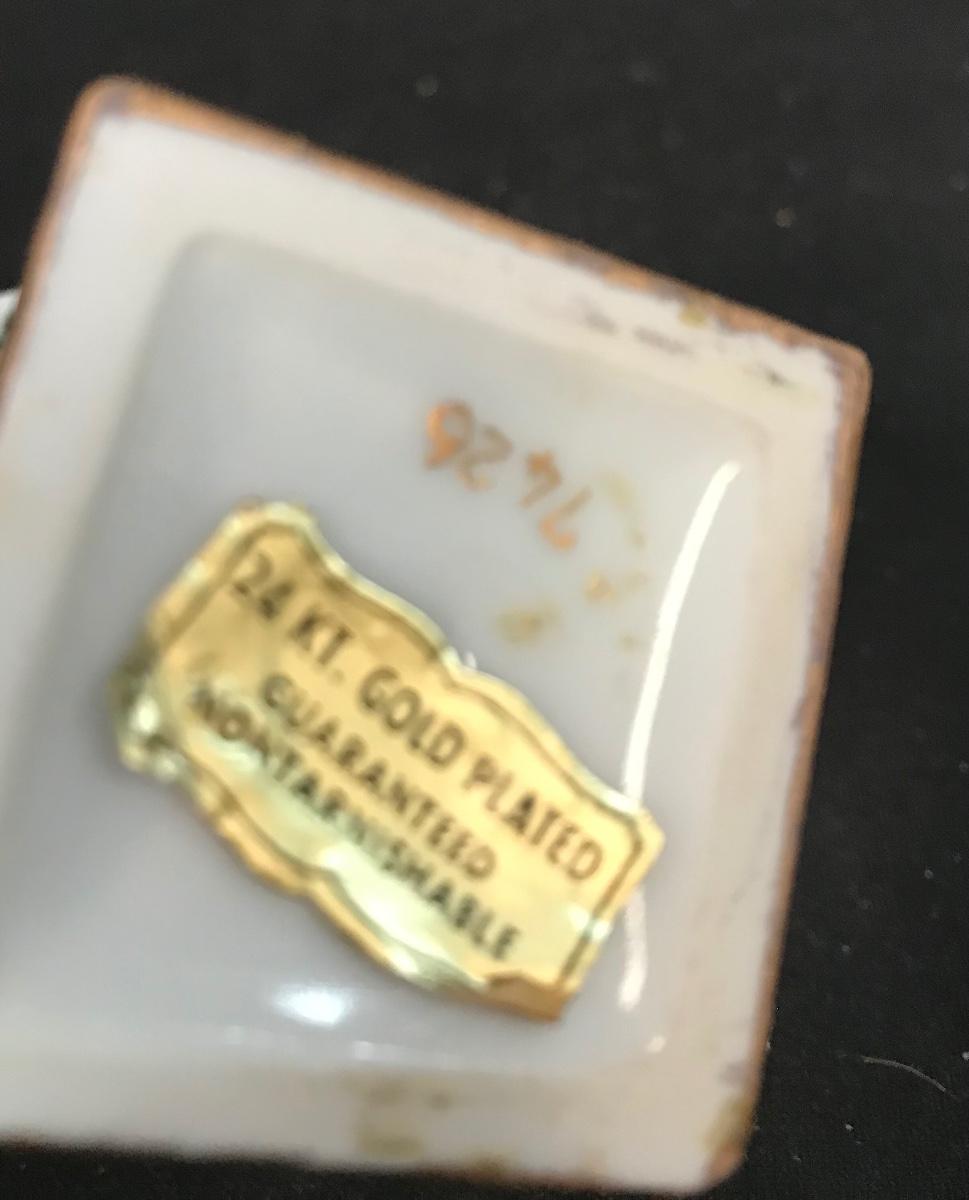 7426
24 KT. GOLD PLATED
GUARANTEED
NONTARNISHABLE